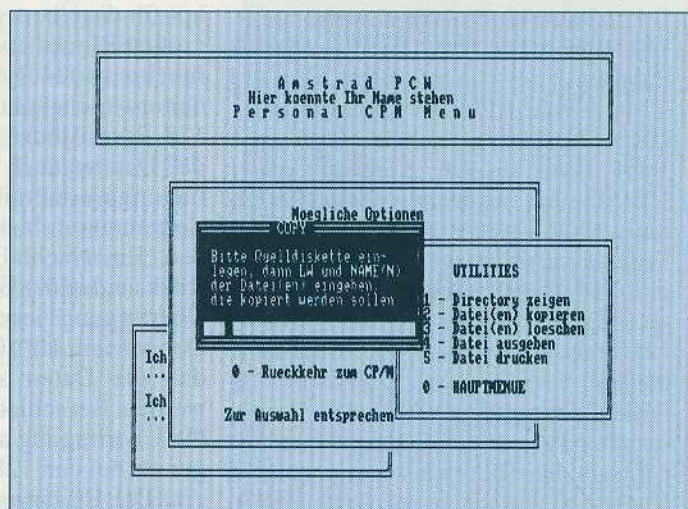 Amstrad PCW
Hier koennte Ihr Name stehen
Personal CPM Menu
Moegliche Optionen
COPY
Bitte Quelldiskette ein-
legen, dann LW und NAME(N)
der Datei(en) eingeben,
die kopiert werden sollen
UTILITIES
1 - Directory zeigen
2 - Datei(en) kopieren
3 - Datei(en) loeschen
4 - Datei ausgeben
5 - Datei drucken
0 - HAUPTMENUE
0 - Rueckkehr zum CP/M
Zur Auswahl entsprechen
Ich
...
Ich
...